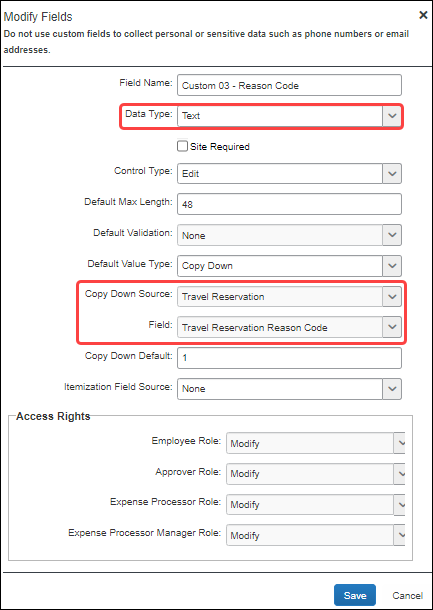 Modify Fields
Do not use custom fields to collect personal or sensitive data such as phone numbers or email
addresses.
Field Name: Custom 03 - Reason Code
Data Type: Text
Site Required
Control Type: Edit
Default Max Length: 48
Default Validation: None
Default Value Type: Copy Down
Copy Down Source: Travel Reservation
Field: Travel Reservation Reason Code
Copy Down Default: 1
Itemization Field Source: None
Access Rights
Employee Role: Modify
Approver Role: Modify
Expense Processor Role: Modify
Expense Processor Manager Role: Modify
Save Cancel